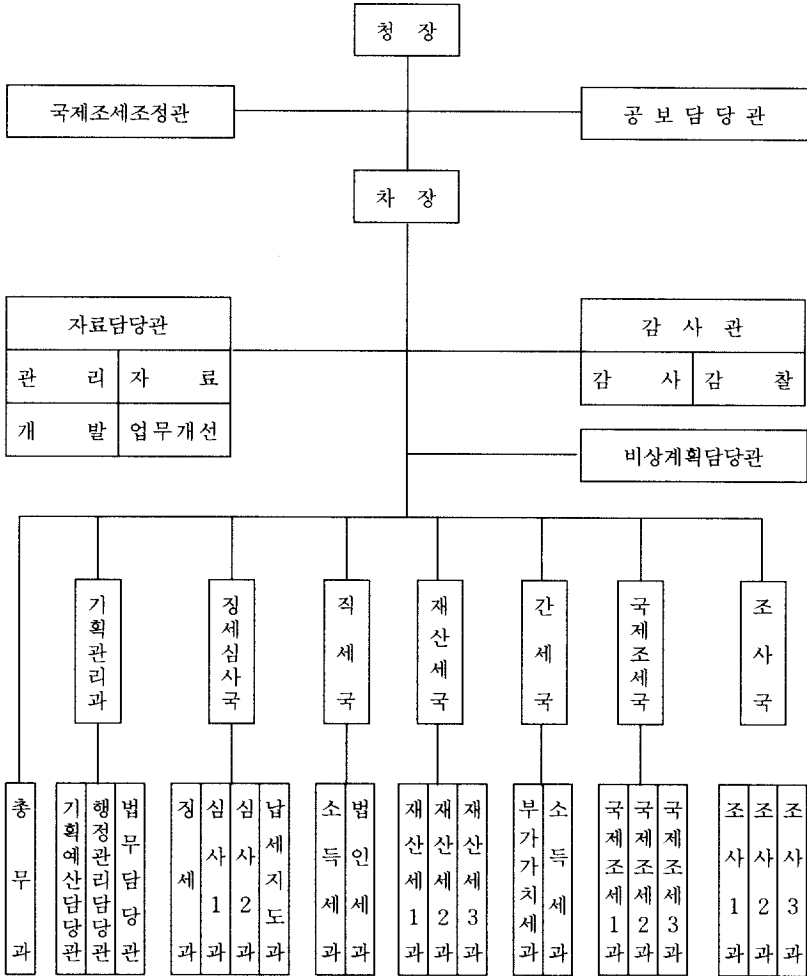 청 장
국제조세조정관
공 보 담 당 관
차 장
자료담당관
관 리 자 료
개 발 업무개선
감 사 관
감 사 감 찰
비상계획담당관
기획관리과
징세심사국
직세국
재산세국
간세국
국제조세국
조사국
총무과
기획예산담당관
행정관리담당관
법무담당관
징세과
심사1과
심사2과
납세지도과
소득세과
법인세과
재산세1과
재산세2과
재산세3과
부가가치세과
소득세과
국제조세1과
국제조세2과
국제조세3과
조사1과
조사2과
조사3과